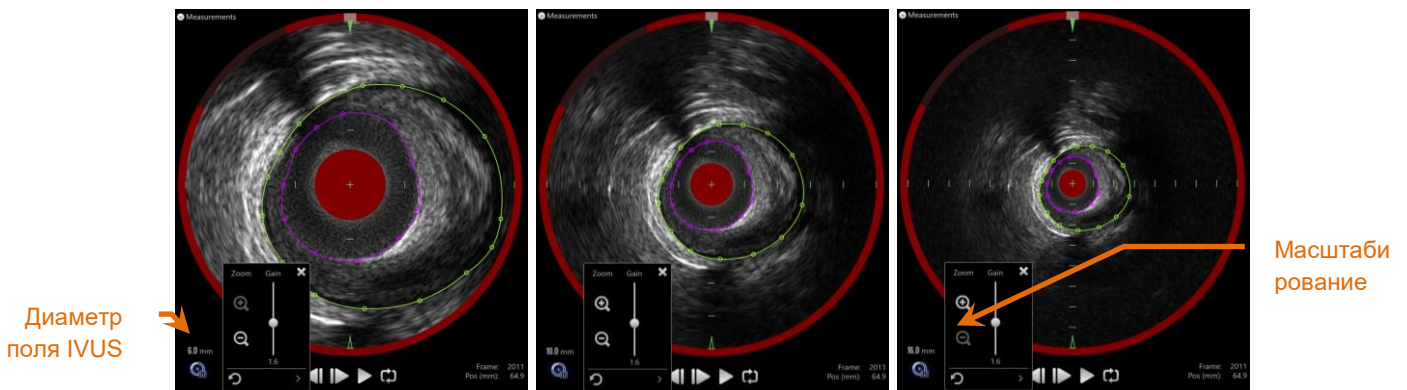 Measurements
Zoom Gain
1.6
6.0 mm
Frame: 2011
Pos (mm): 64.9
Measurements
Zoom Gain
1.6
10.0 mm
Frame: 2011
Pos (mm): 64.9
Measurements
Zoom Gain
1.6
16.0 mm
Frame: 2011
Pos (mm): 64.9
Диаметр
поля IVUS
Масштаби
рование